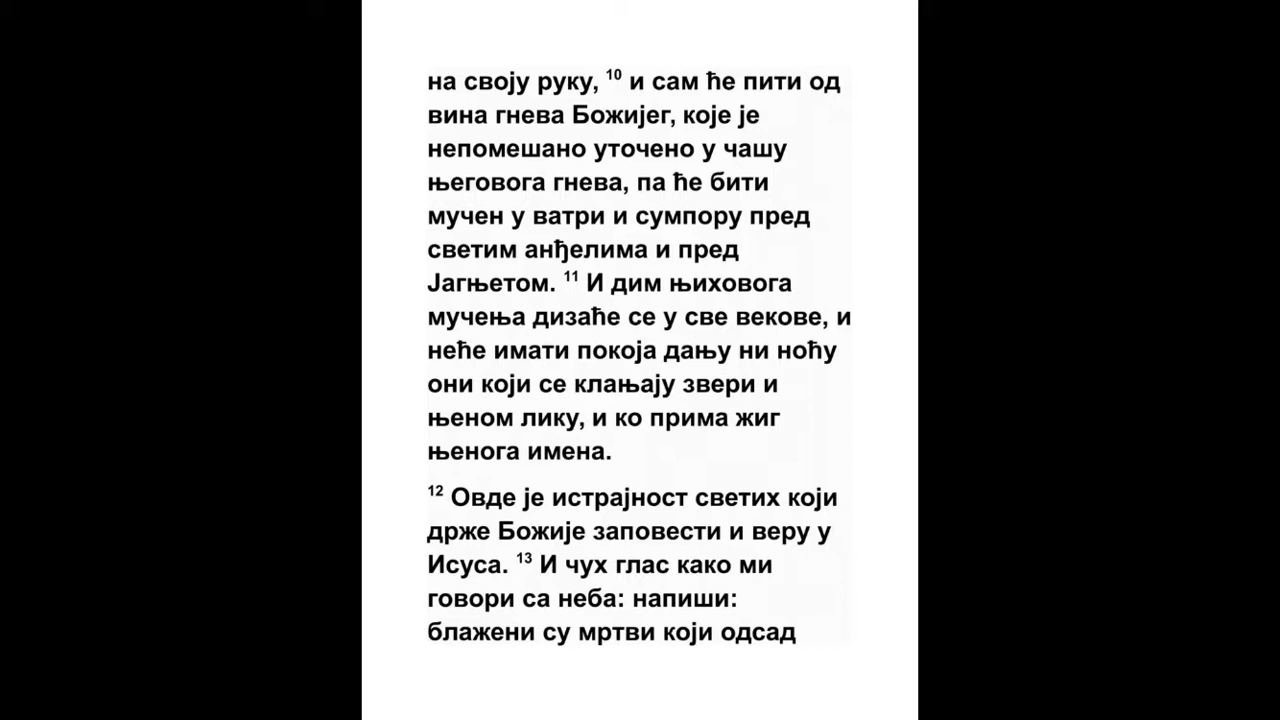 на своју руку, ¹⁰ и сам ће пити од
вина гнева Божијег, које је
непомешано уточено у чашу
његовога гнева, па ће бити
мучен у ватри и сумпору пред
светим анђелима и пред
Јагњетом. ¹¹ И дим њиховога
мучења дизаће се у све векове, и
неће имати покоја дању ни ноћу
они који се клањају звери и
њеном лику, и ко прима жиг
њенога имена.
¹² Овде је истрајност светих који
држе Божије заповести и веру у
Исуса. ¹³ И чух глас како ми
говори са неба: напиши:
блажени су мртви који одсад